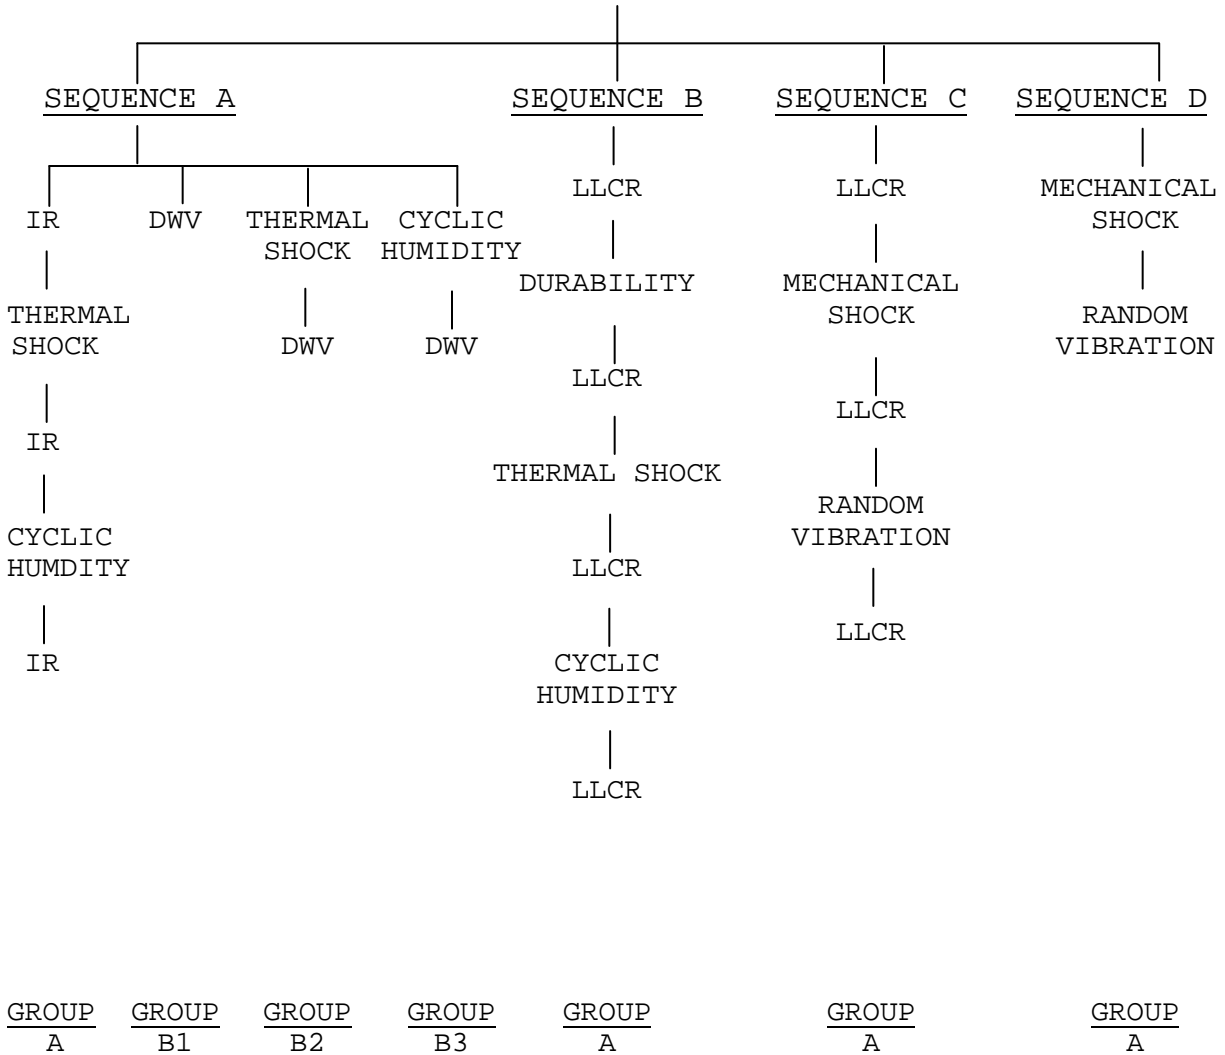 SEQUENCE A
SEQUENCE B
SEQUENCE C
SEQUENCE D
IR
THERMAL
SHOCK
IR
CYCLIC
HUMDITY
IR
DWV
THERMAL
SHOCK
DWV
CYCLIC
HUMIDITY
DWV
LLCR
DURABILITY
LLCR
THERMAL SHOCK
LLCR
CYCLIC
HUMIDITY
LLCR
LLCR
MECHANICAL
SHOCK
LLCR
RANDOM
VIBRATION
LLCR
MECHANICAL
SHOCK
RANDOM
VIBRATION
GROUP
A
GROUP
B1
GROUP
B2
GROUP
B3
GROUP
A
GROUP
A
GROUP
A